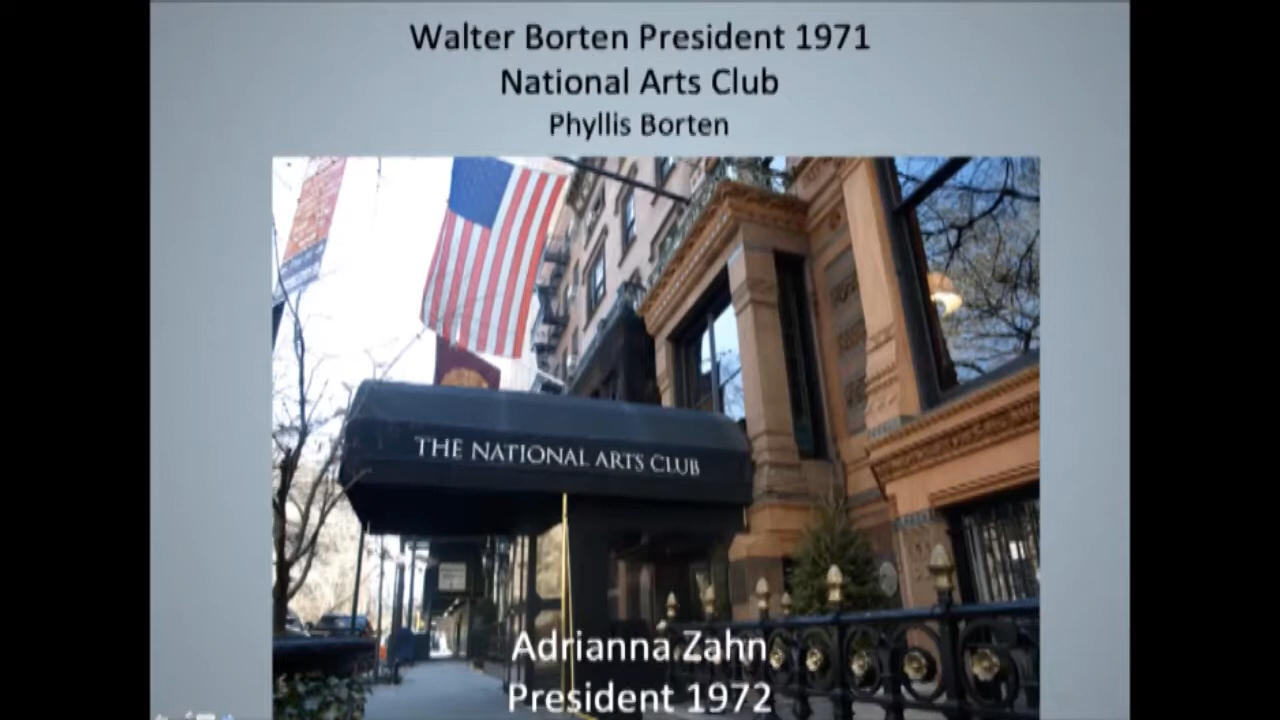 Walter Borten President 1971
National Arts Club
Phyllis Borten
THE NATIONAL ARTS CLUB
Adrianna Zahn
President 1972